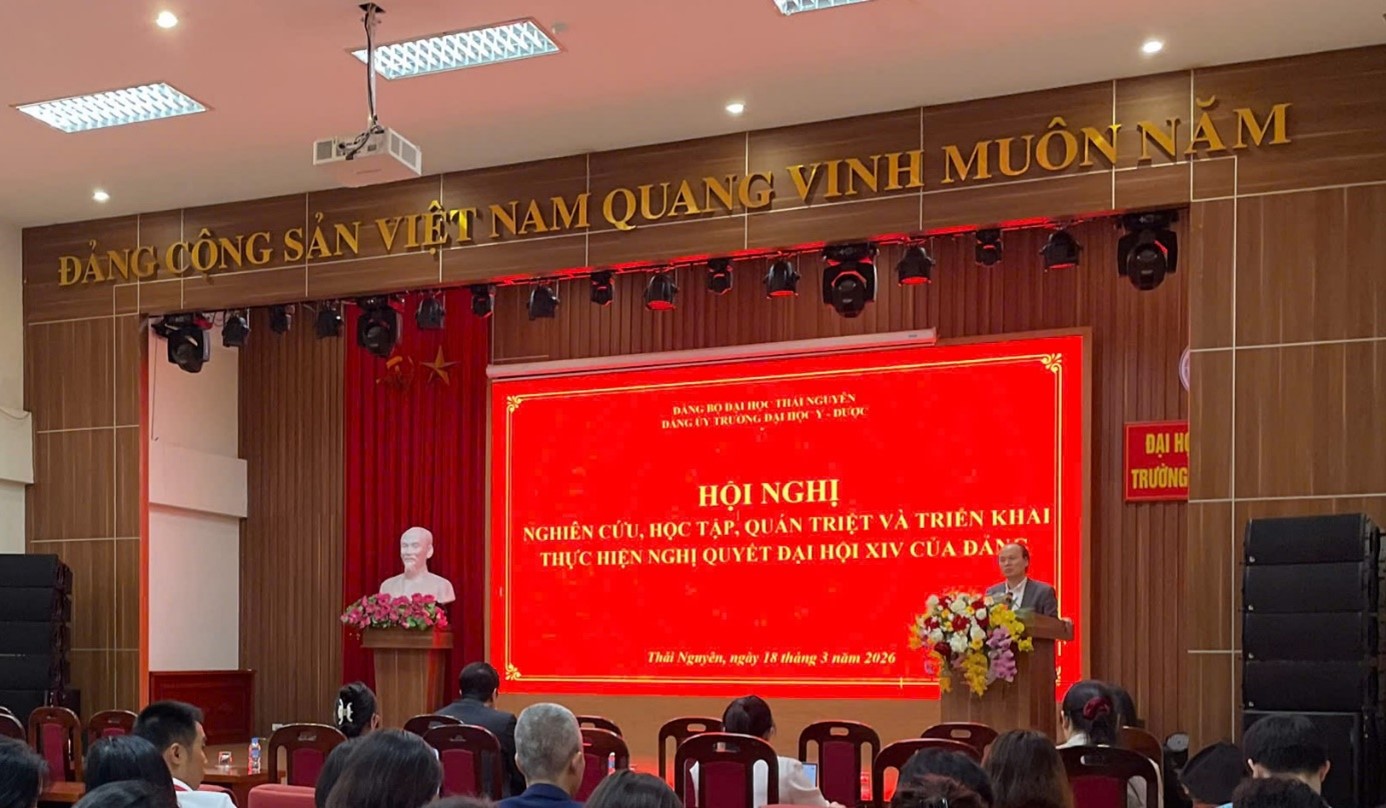 ĐẢNG CỘNG SẢN VIỆT NAM QUANG VINH MUÔN NĂM
ĐẢNG BỘ ĐẠI HỌC THÁI NGUYÊN
ĐẢNG ỦY TRƯỜNG ĐẠI HỌC Y - DƯỢC
HỘI NGHỊ
NGHIÊN CỨU, HỌC TẬP, QUÁN TRIỆT VÀ TRIỂN KHAI
THỰC HIỆN NGHỊ QUYẾT ĐẠI HỘI XIV CỦA ĐẢNG
Thái Nguyên, ngày 18 tháng 3 năm 2026
ĐẠI
TRƯỜNG